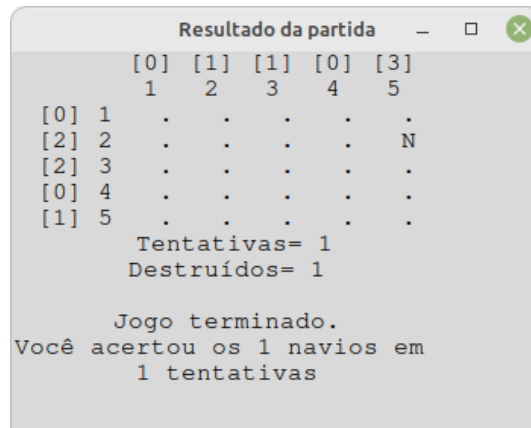 Resultado da partida
[0] [1] [1] [0] [3]
1 2 3 4 5
[0] 1 . . . . .
[2] 2 . . . . N
[2] 3 . . . . .
[0] 4 . . . . .
[1] 5 . . . . .
Tentativas= 1
Destruídos= 1
Jogo terminado.
Você acertou os 1 navios em
1 tentativas